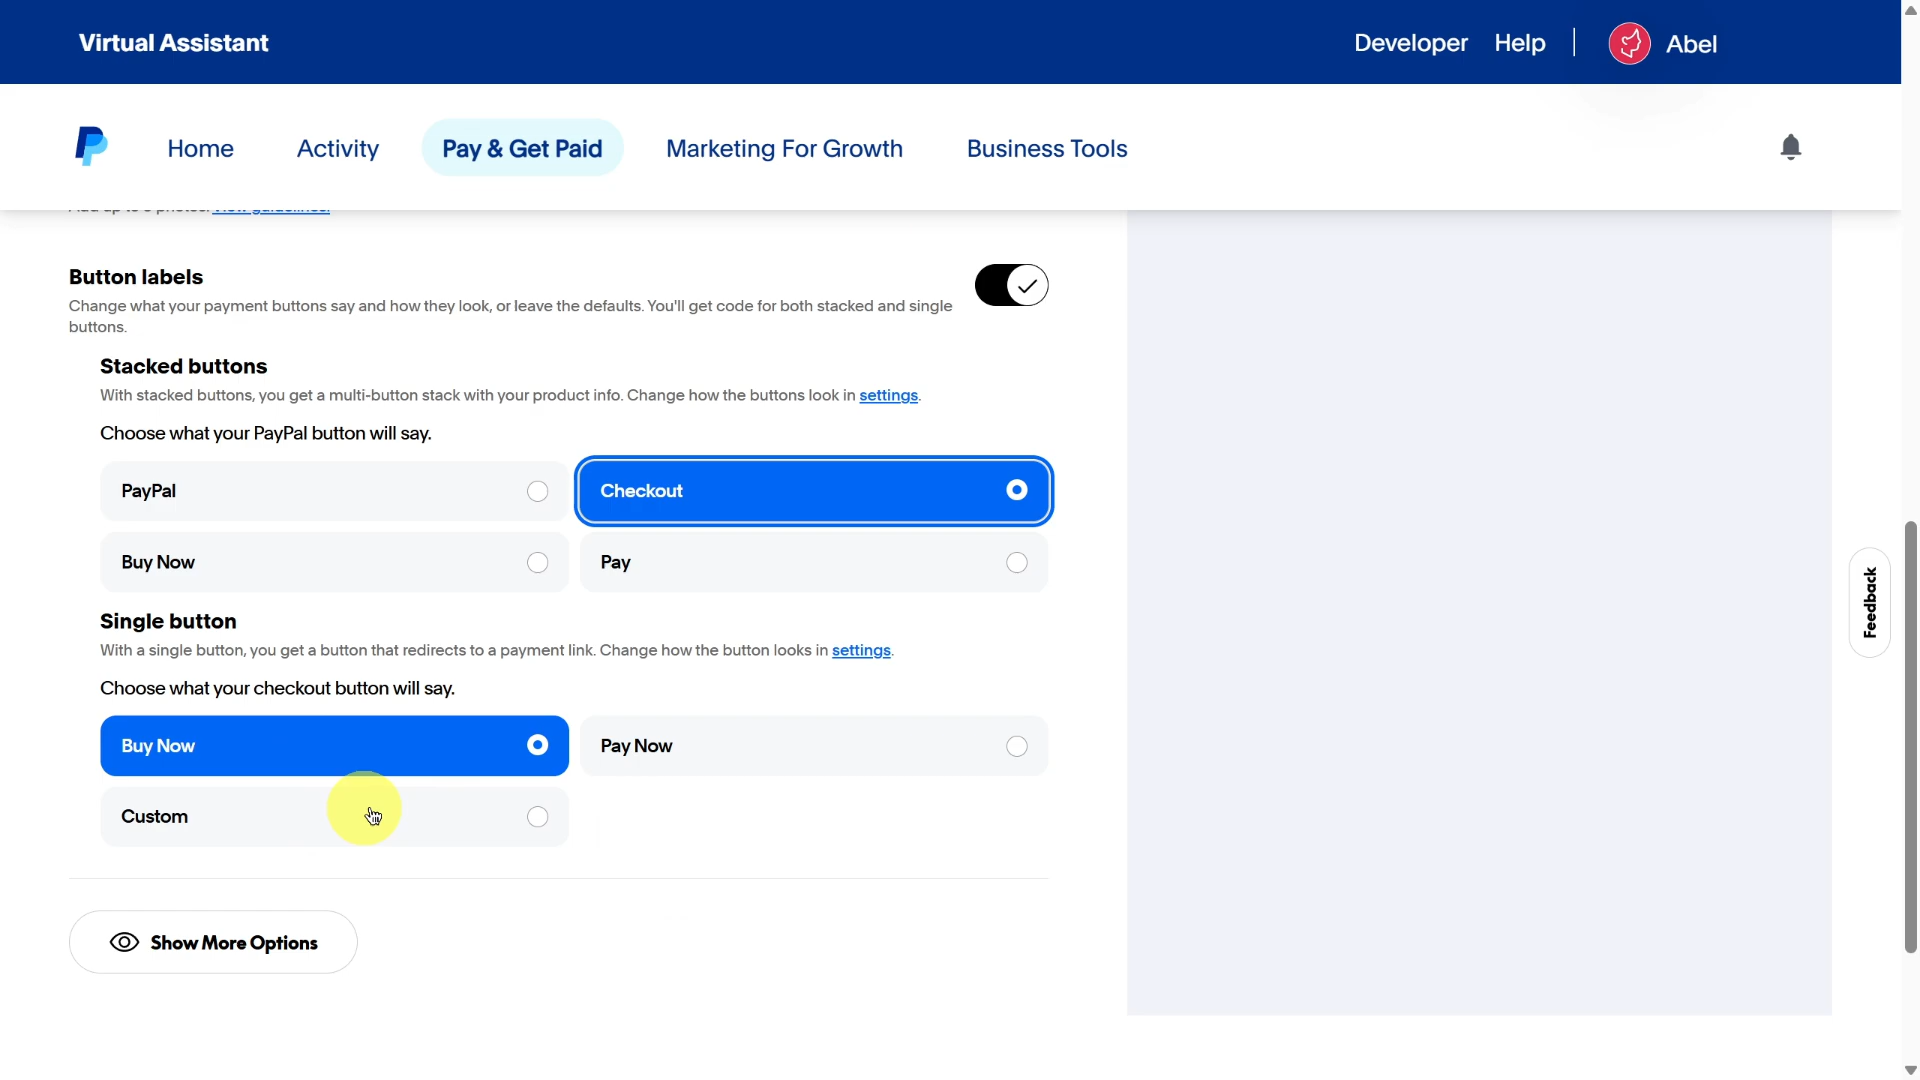 Virtual Assistant
Developer Help Abel
Home Activity Pay & Get Paid Marketing For Growth Business Tools
Button labels
Change what your payment buttons say and how they look, or leave the defaults. You'll get code for both stacked and single
buttons.
Stacked buttons
With stacked buttons, you get a multi-button stack with your product info. Change how the buttons look in settings.
Choose what your PayPal button will say.
PayPal Checkout
Buy Now Pay
Feedback
Single button
With a single button, you get a button that redirects to a payment link. Change how the button looks in settings.
Choose what your checkout button will say.
Buy Now Pay Now
Custom
Show More Options